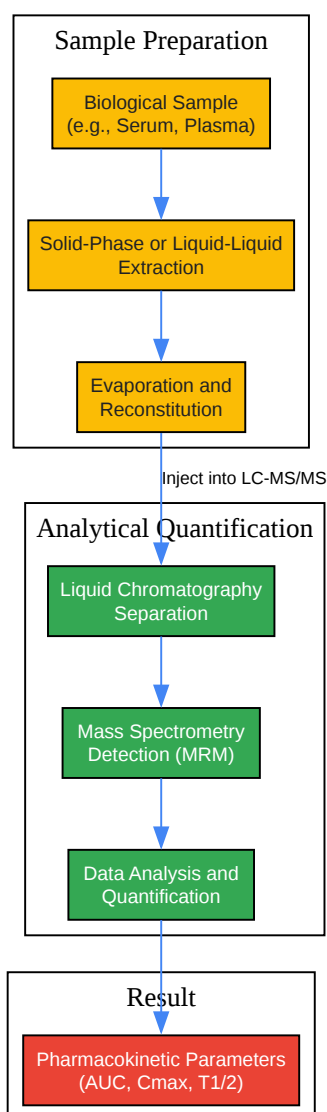 Sample Preparation
Biological Sample
(e.g., Serum, Plasma)
Solid-Phase or Liquid-Liquid
Extraction
Evaporation and
Reconstitution
Inject into LC-MS/MS
Analytical Quantification
Liquid Chromatography
Separation
Mass Spectrometry
Detection (MRM)
Data Analysis and
Quantification
Result
Pharmacokinetic Parameters
(AUC, Cmax, T1/2)